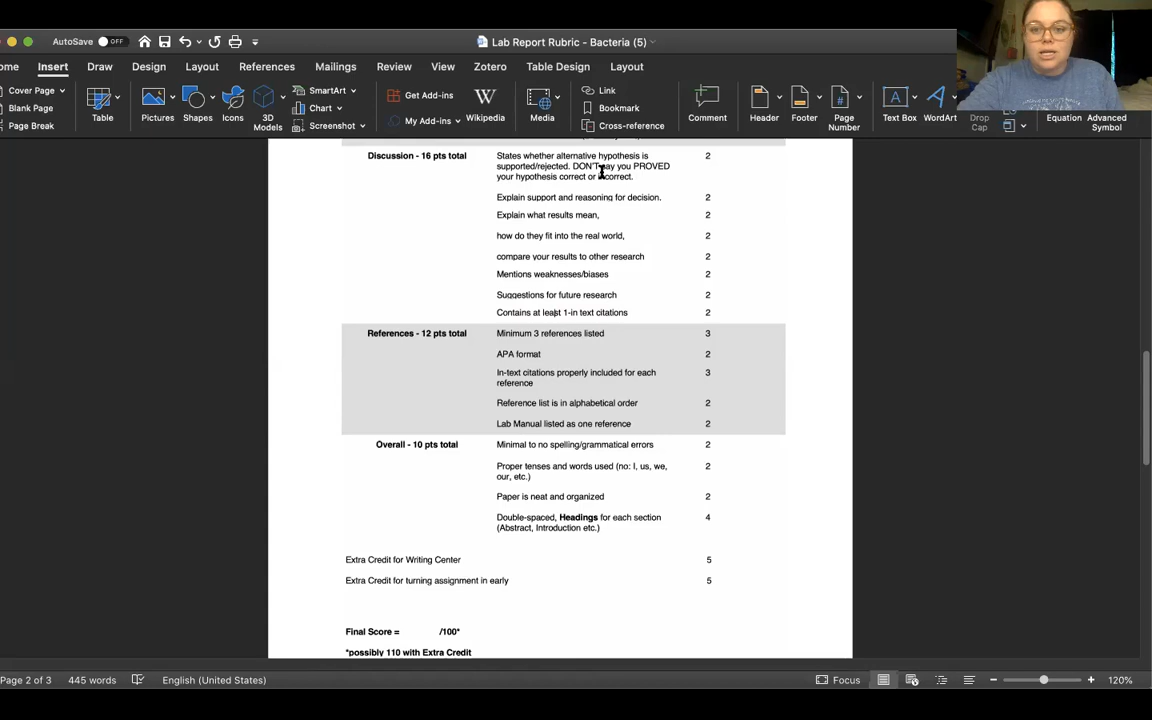 AutoSave OFF
Lab Report Rubric - Bacteria (5)
ome Insert Draw Design Layout References Mailings Review View Zotero Table Design Layout
Cover Page
Blank Page
Page Break
Table
Pictures
Shapes
Icons
3D
Models
SmartArt
Chart
Screenshot
Get Add-ins
My Add-ins
Wikipedia
Media
Link
Bookmark
Cross-reference
Comment
Header
Footer
Page
Number
Text Box
WordArt
Drop
Cap
Equation
Advanced
Symbol
Discussion - 16 pts total States whether alternative hypothesis is 2
supported/rejected. DON'T say you PROVED
your hypothesis correct or incorrect.
Explain support and reasoning for decision. 2
Explain what results mean, 2
how do they fit into the real world, 2
compare your results to other research 2
Mentions weaknesses/biases 2
Suggestions for future research 2
Contains at least 1-in text citations 2
References - 12 pts total Minimum 3 references listed 3
APA format 2
In-text citations properly included for each 3
reference
Reference list is in alphabetical order 2
Lab Manual listed as one reference 2
Overall - 10 pts total Minimal to no spelling/grammatical errors 2
Proper tenses and words used (no: I, us, we, 2
our, etc.)
Paper is neat and organized 2
Double-spaced, Headings for each section 4
(Abstract, Introduction etc.)
Extra Credit for Writing Center 5
Extra Credit for turning assignment in early 5
Final Score = /100*
*possibly 110 with Extra Credit
Page 2 of 3 445 words English (United States) Focus 120%